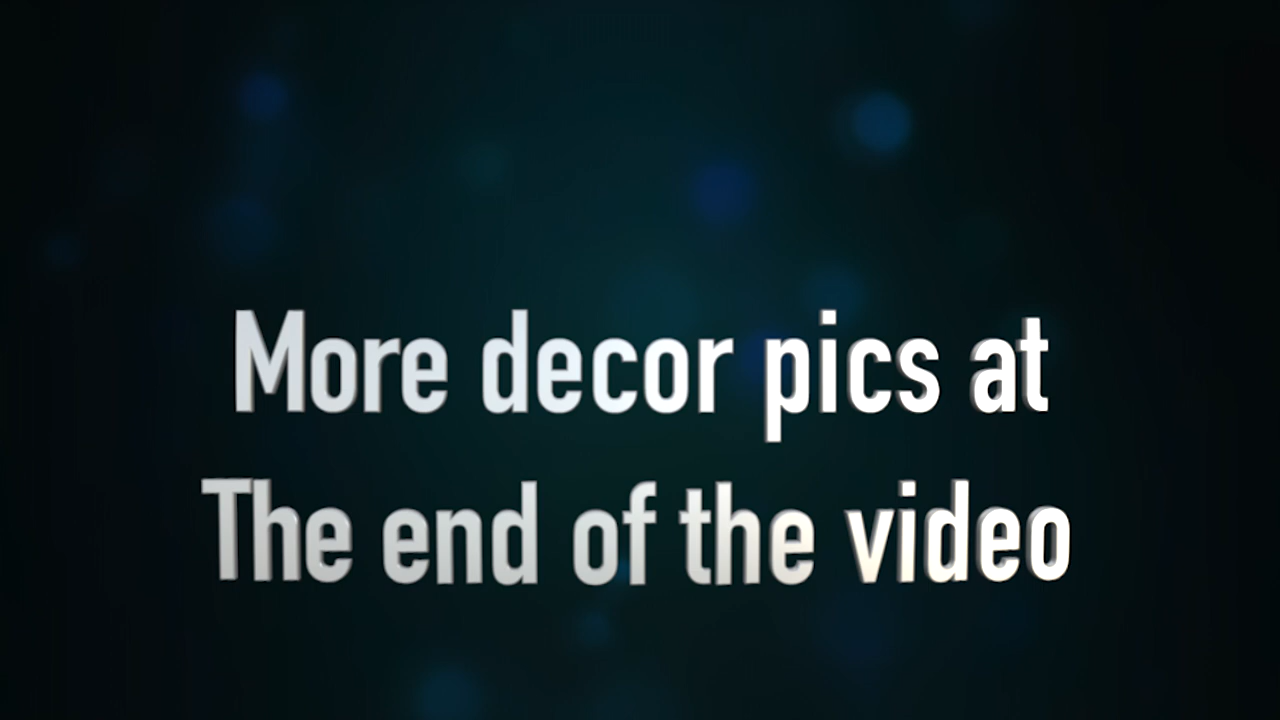 More decor pics at
The end of the video